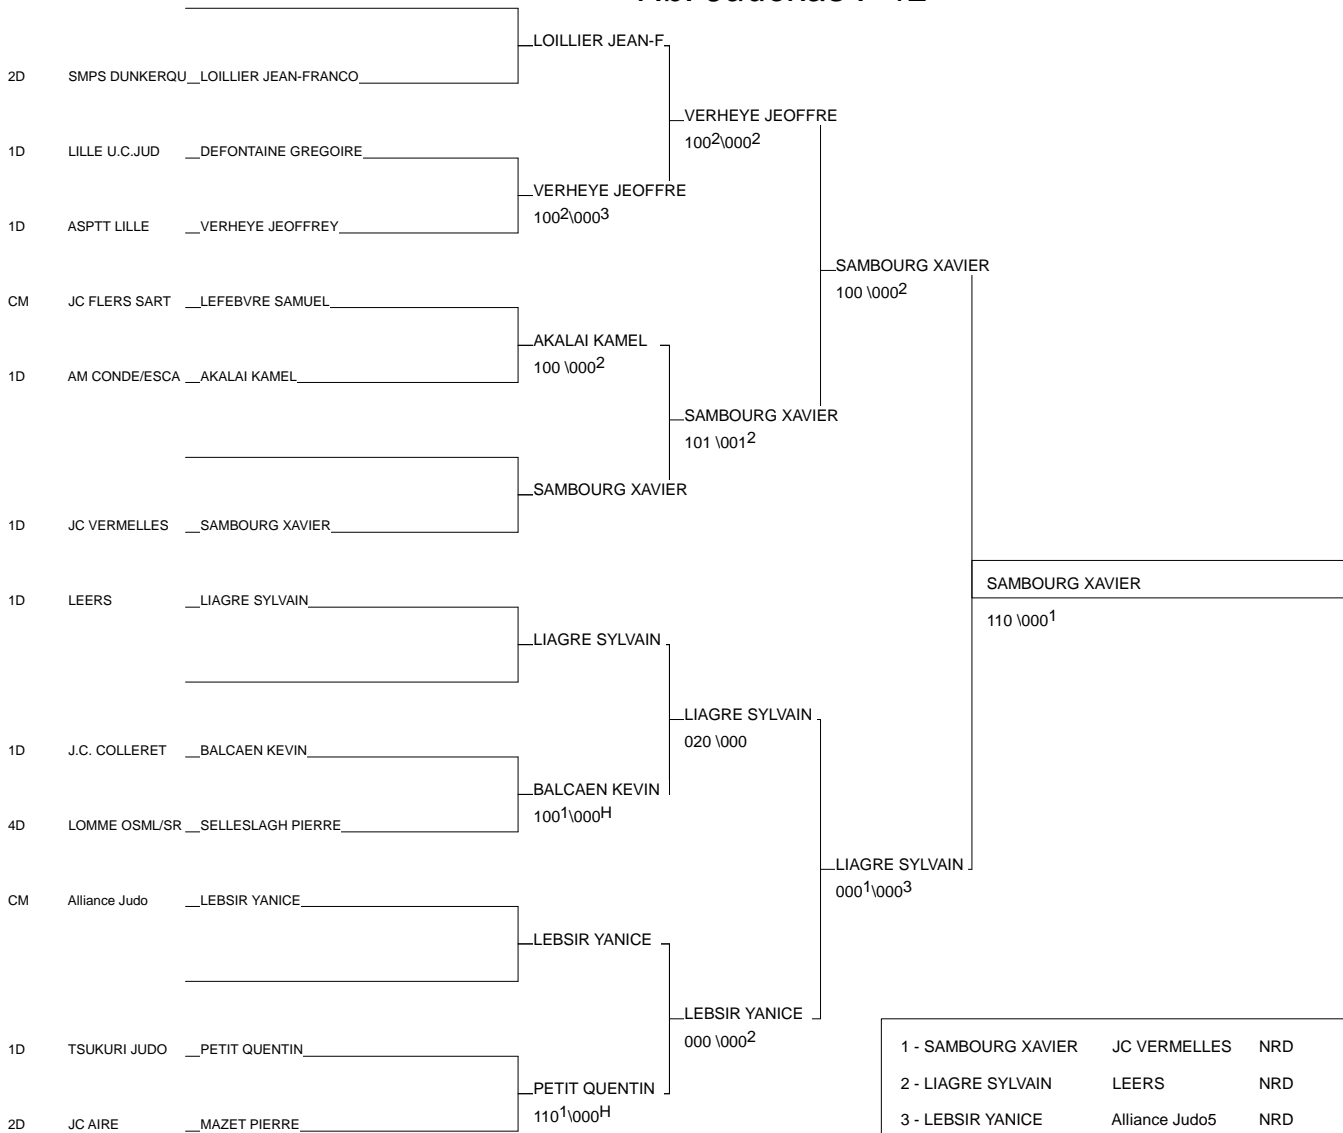 LOILLIER JEAN-F
2D SMPS DUNKERQU LOILLIER JEAN-FRANCO
VERHEYE JEOFFRE
100²\000²
1D LILLE U.C.JUD DEFONTAINE GREGOIRE
VERHEYE JEOFFRE
100²\000³
1D ASPTT LILLE VERHEYE JEOFFREY
SAMBOURG XAVIER
100 \000²
CM JC FLERS SART LEFEBVRE SAMUEL
AKALAI KAMEL
100 \000²
1D AM CONDE/ESCA AKALAI KAMEL
SAMBOURG XAVIER
101 \001²
SAMBOURG XAVIER
1D JC VERMELLES SAMBOURG XAVIER
SAMBOURG XAVIER
110 \000¹
1D LEERS LIAGRE SYLVAIN
LIAGRE SYLVAIN
LIAGRE SYLVAIN
020 \000
1D J.C. COLLERET BALCAEN KEVIN
BALCAEN KEVIN
100¹\000H
4D LOMME OSML/SR SELLESLAGH PIERRE
LIAGRE SYLVAIN
000¹\000³
CM Alliance Judo LEBSIR YANICE
LEBSIR YANICE
LEBSIR YANICE
000 \000²
1D TSUKURI JUDO PETIT QUENTIN
PETIT QUENTIN
110¹\000H
2D JC AIRE MAZET PIERRE
1 - SAMBOURG XAVIER JC VERMELLES NRD
2 - LIAGRE SYLVAIN LEERS NRD
3 - LEBSIR YANICE Alliance Judo5 NRD